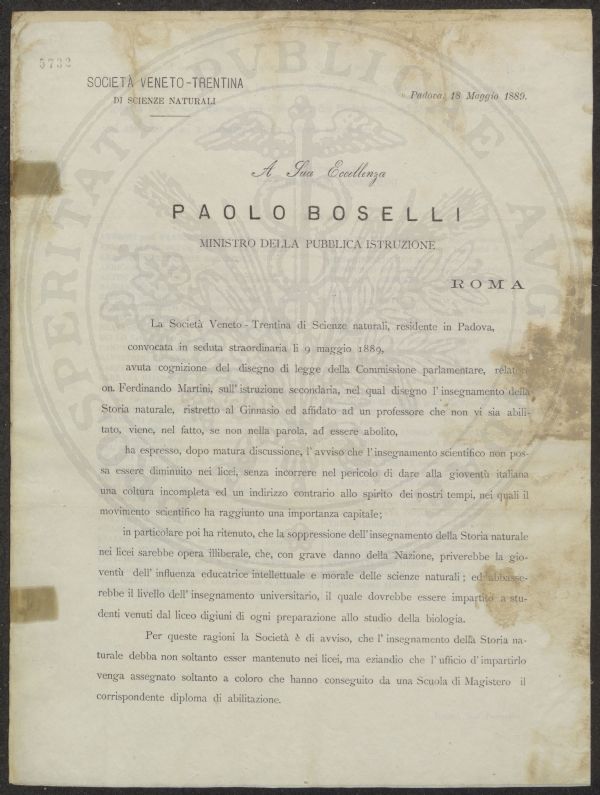 5732
SOCIETÀ VENETO-TRENTINA
DI SCIENZE NATURALI
Padova, 18 Maggio 1889.
A Sua Eccellenza
PAOLO BOSELLI
MINISTRO DELLA PUBBLICA ISTRUZIONE
ROMA
La Società Veneto - Trentina di Scienze naturali, residente in Padova,
convocata in seduta straordinaria li 9 maggio 1889,
avuta cognizione del disegno di legge della Commissione parlamentare, relatore
on. Ferdinando Martini, sull' istruzione secondaria, nel qual disegno l' insegnamento della
Storia naturale, ristretto al Ginnasio ed affidato ad un professore che non vi sia abili-
tato, viene, nel fatto, se non nella parola, ad essere abolito,
ha espresso, dopo matura discussione, l' avviso che l' insegnamento scientifico non pos-
sa essere diminuito nei licei, senza incorrere nel pericolo di dare alla gioventù italiana
una coltura incompleta ed un indirizzo contrario allo spirito dei nostri tempi, nei quali il
movimento scientifico ha raggiunto una importanza capitale;
in particolare poi ha ritenuto, che la soppressione dell' insegnamento della Storia naturale
nei licei sarebbe opera illiberale, che, con grave danno della Nazione, priverebbe la gio-
ventù dell' influenza educatrice intellettuale e morale delle scienze naturali; ed abbasse-
rebbe il livello dell' insegnamento universitario, il quale dovrebbe essere impartito a stu-
denti venuti dal liceo digiuni di ogni preparazione allo studio della biologia.
Per queste ragioni la Società è di avviso, che l' insegnamento della Storia na-
turale debba non soltanto esser mantenuto nei licei, ma eziandio che l' ufficio d' impartirlo
venga assegnato soltanto a coloro che hanno conseguito da una Scuola di Magistero il
corrispondente diploma di abilitazione.